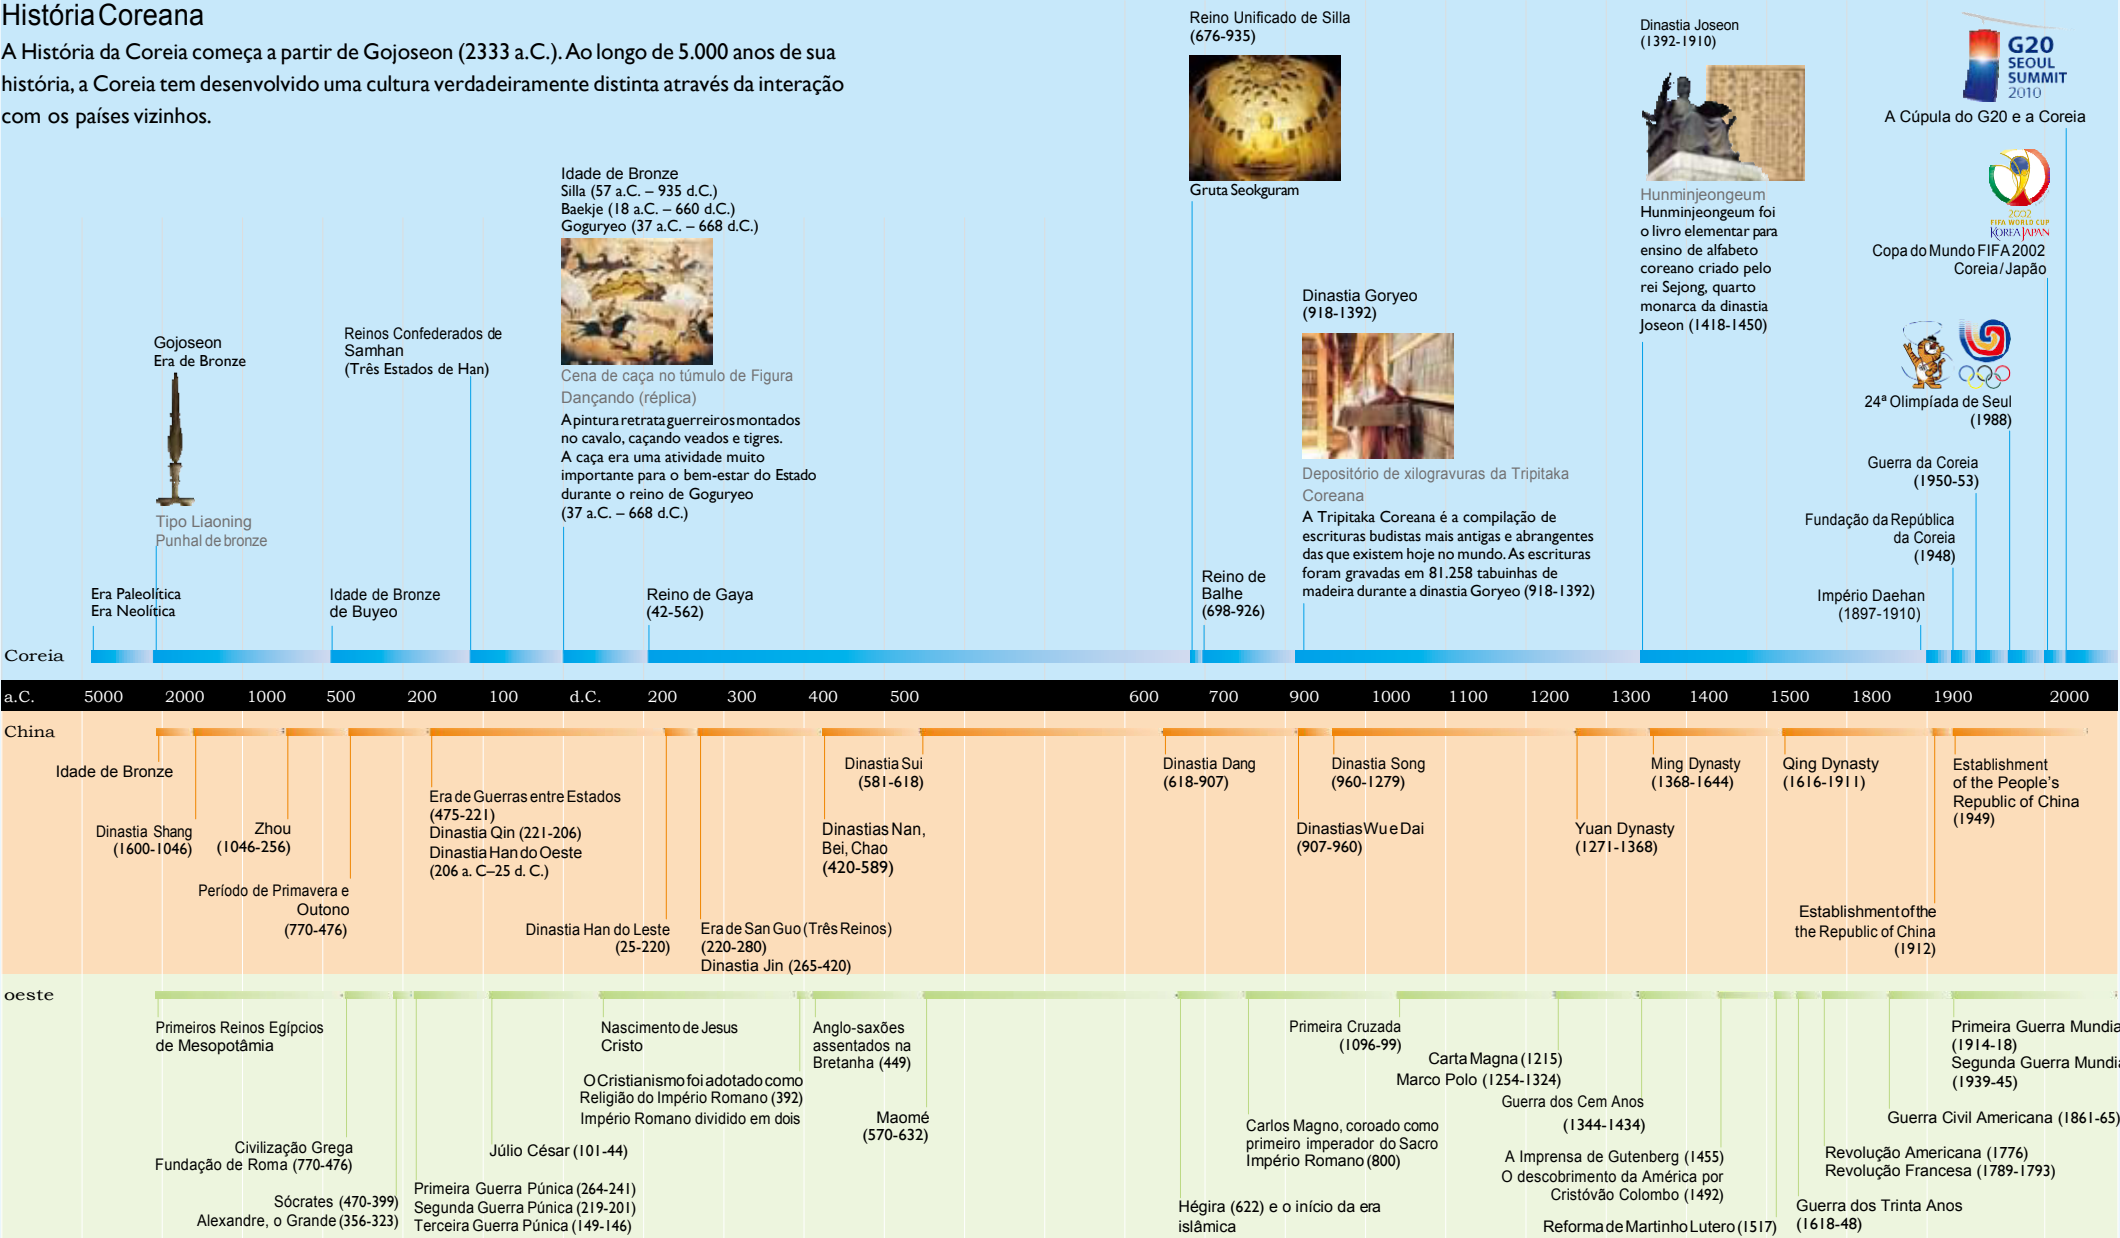 História Coreana
A História da Coreia começa a partir de Gojoseon (2333 a.C.). Ao longo de 5.000 anos de sua
história, a Coreia tem desenvolvido uma cultura verdadeiramente distinta através da interação
com os países vizinhos.
Era Paleolítica
Era Neolítica
Gojoseon
Era de Bronze
Tipo Liaoning
Punhal de bronze
Idade de Bronze
de Buyeo
Reinos Confederados de
Samhan
(Três Estados de Han)
Idade de Bronze
Silla (57 a.C. – 935 d.C.)
Baekje (18 a.C. – 660 d.C.)
Goguryeo (37 a.C. – 668 d.C.)
Cena de caça no túmulo de Figura
Dançando (réplica)
A pintura retrata guerreiros montados
no cavalo, caçando veados e tigres.
A caça era uma atividade muito
importante para o bem-estar do Estado
durante o reino de Goguryeo
(37 a.C. – 668 d.C.)
Reino de Gaya
(42-562)
Reino Unificado de Silla
(676-935)
Gruta Seokguram
Reino de
Balhe
(698-926)
Dinastia Goryeo
(918-1392)
Depositório de xilogravuras da Tripitaka
Coreana
A Tripitaka Coreana é a compilação de
escrituras budistas mais antigas e abrangentes
das que existem hoje no mundo. As escrituras
foram gravadas em 81.258 tabuinhas de
madeira durante a dinastia Goryeo (918-1392)
Dinastia Joseon
(1392-1910)
Hunminjeongeum
Hunminjeongeum foi
o livro elementar para
ensino de alfabeto
coreano criado pelo
rei Sejong, quarto
monarca da dinastia
Joseon (1418-1450)
G20
SEOUL
SUMMIT
2010
A Cúpula do G20 e a Coreia
2002
FIFA WORLD CUP
KOREA JAPAN
Copa do Mundo FIFA 2002
Coreia/Japão
24ª Olimpíada de Seul
(1988)
Guerra da Coreia
(1950-53)
Fundação da República
da Coreia
(1948)
Império Daehan
(1897-1910)
Coreia
a.C. 5000 2000 1000 500 200 100 d.C. 200 300 400 500 600 700 900 1000 1100 1200 1300 1400 1500 1800 1900 2000
China
Idade de Bronze
Dinastia Shang
(1600-1046)
Zhou
(1046-256)
Período de Primavera e
Outono
(770-476)
Era de Guerras entre Estados
(475-221)
Dinastia Qin (221-206)
Dinastia Han do Oeste
(206 a. C–25 d. C.)
Dinastia Han do Leste
(25-220)
Era de San Guo (Três Reinos)
(220-280)
Dinastia Jin (265-420)
Dinastia Sui
(581-618)
Dinastias Nan,
Bei, Chao
(420-589)
Dinastia Dang
(618-907)
Dinastias Wu e Dai
(907-960)
Dinastia Song
(960-1279)
Yuan Dynasty
(1271-1368)
Ming Dynasty
(1368-1644)
Qing Dynasty
(1616-1911)
Establishment of the
the Republic of China
(1912)
Establishment
of the People's
Republic of China
(1949)
oeste
Primeiros Reinos Egípcios
de Mesopotâmia
Civilização Grega
Fundação de Roma (770-476)
Sócrates (470-399)
Alexandre, o Grande (356-323)
Primeira Guerra Púnica (264-241)
Segunda Guerra Púnica (219-201)
Terceira Guerra Púnica (149-146)
Júlio César (101-44)
Nascimento de Jesus
Cristo
O Cristianismo foi adotado como
Religião do Império Romano (392)
Império Romano dividido em dois
Anglo-saxões
assentados na
Bretanha (449)
Maomé
(570-632)
Hégira (622) e o início da era
islâmica
Carlos Magno, coroado como
primeiro imperador do Sacro
Império Romano (800)
Primeira Cruzada
(1096-99)
Carta Magna (1215)
Marco Polo (1254-1324)
Guerra dos Cem Anos
(1344-1434)
A Imprensa de Gutenberg (1455)
O descobrimento da América por
Cristóvão Colombo (1492)
Reforma de Martinho Lutero (1517)
Guerra dos Trinta Anos
(1618-48)
Revolução Americana (1776)
Revolução Francesa (1789-1793)
Guerra Civil Americana (1861-65)
Primeira Guerra Mundia
(1914-18)
Segunda Guerra Mundia
(1939-45)